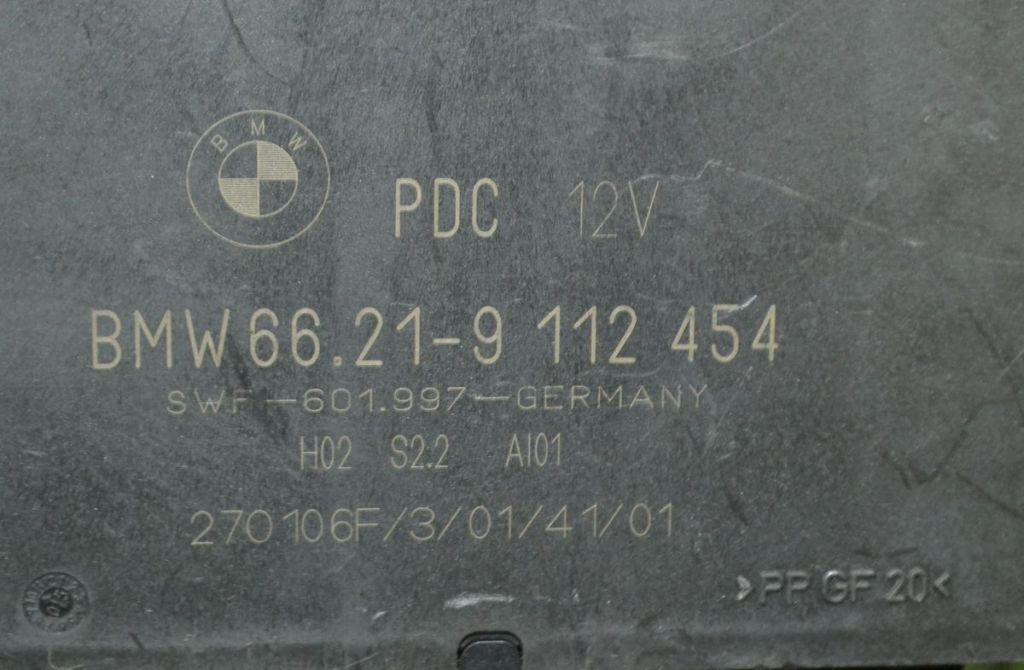 BMW
PDC 12V
BMW 66.21-9 112 454
SWF-601.997-GERMANY
H02 S2.2 AI01
270106F/3/01/41/01
>PP GF 20<